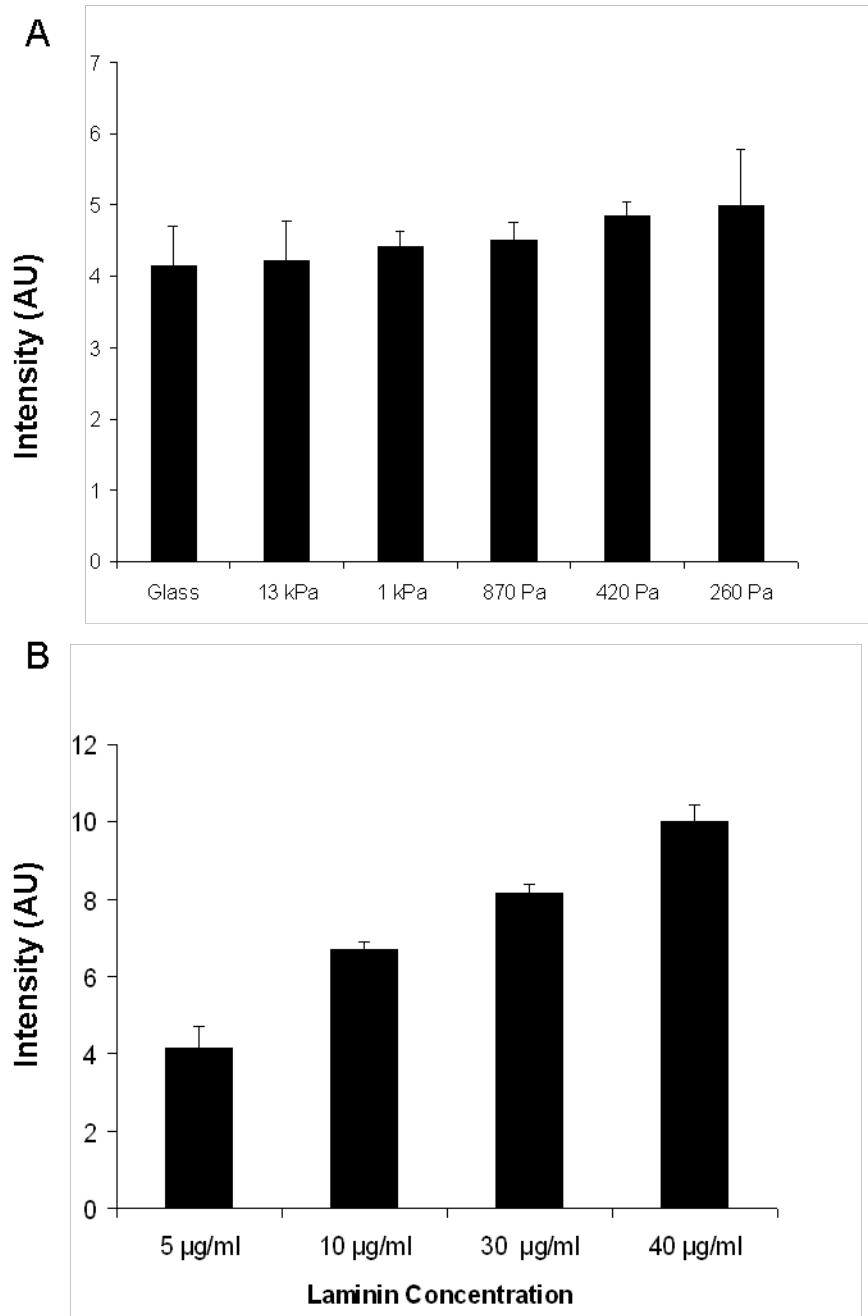 A
7
6
5
4
3
2
1
0
Intensity (AU)
Glass 13 kPa 1 kPa 870 Pa 420 Pa 260 Pa
B
12
10
8
6
4
2
0
Intensity (AU)
5 µg/ml 10 µg/ml 30 µg/ml 40 µg/ml
Laminin Concentration